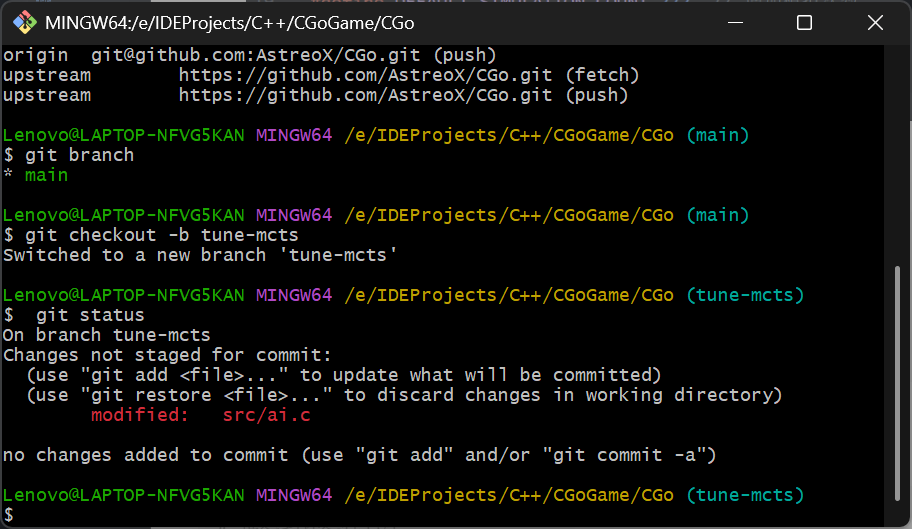 MINGW64:/e/IDEProjects/C++/CGoGame/CGo
origin  git@github.com:AstreoX/CGo.git (push)
upstream        https://github.com/AstreoX/CGo.git (fetch)
upstream        https://github.com/AstreoX/CGo.git (push)
Lenovo@LAPTOP-NFVG5KAN MINGW64 /e/IDEProjects/C++/CGoGame/CGo (main)
$ git branch
* main
Lenovo@LAPTOP-NFVG5KAN MINGW64 /e/IDEProjects/C++/CGoGame/CGo (main)
$ git checkout -b tune-mcts
Switched to a new branch 'tune-mcts'
Lenovo@LAPTOP-NFVG5KAN MINGW64 /e/IDEProjects/C++/CGoGame/CGo (tune-mcts)
$  git status
On branch tune-mcts
Changes not staged for commit:
  (use "git add <file>..." to update what will be committed)
  (use "git restore <file>..." to discard changes in working directory)
        modified:   src/ai.c
no changes added to commit (use "git add" and/or "git commit -a")
Lenovo@LAPTOP-NFVG5KAN MINGW64 /e/IDEProjects/C++/CGoGame/CGo (tune-mcts)
$